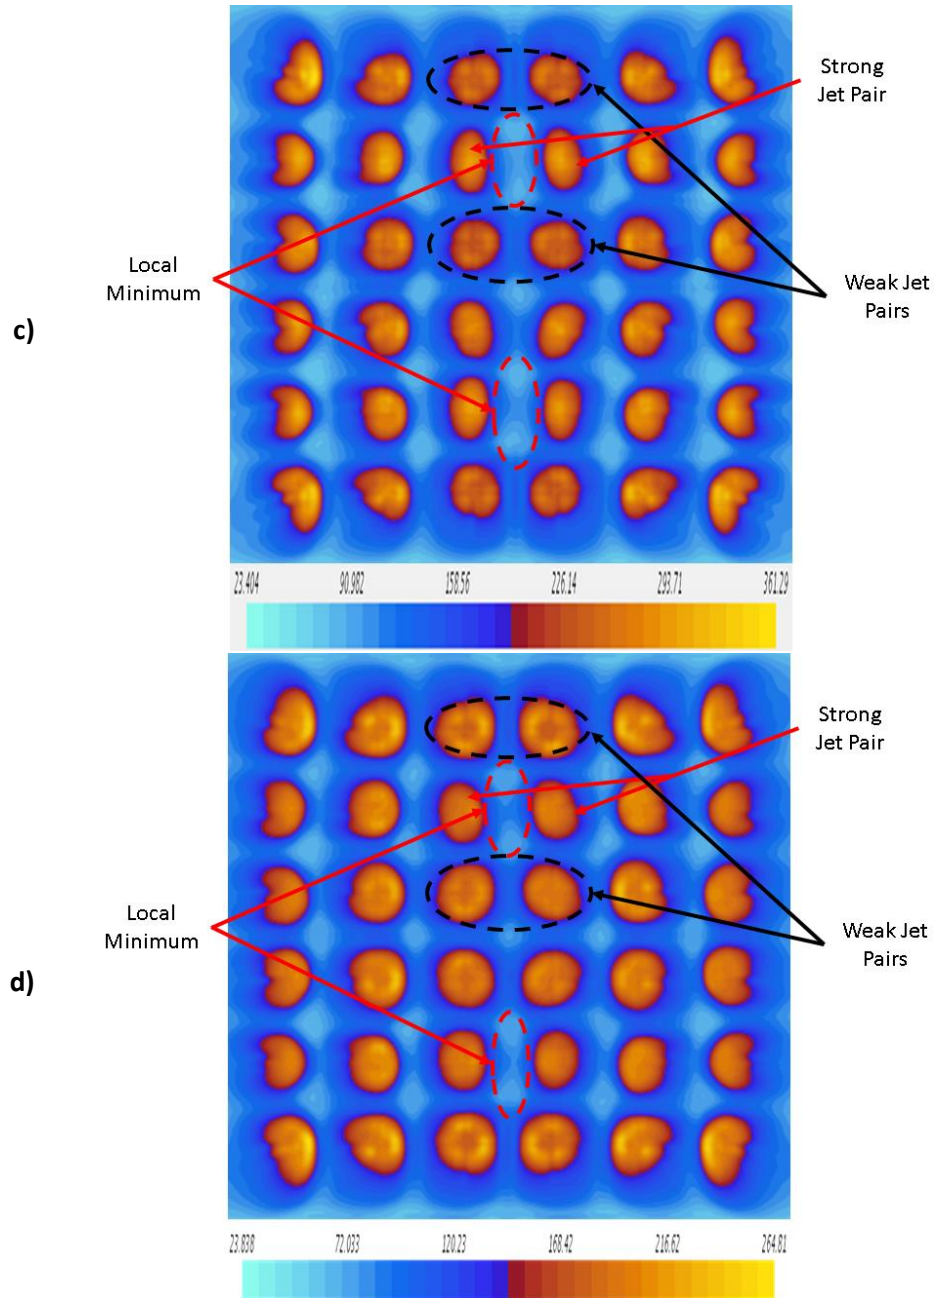 Strong
Jet Pair
Local
Minimum
Weak Jet
Pairs
c)
23.404 90.982 158.56 226.14 293.71 361.29
Strong
Jet Pair
Local
Minimum
Weak Jet
Pairs
d)
23.838 72.033 120.23 168.42 216.62 264.81